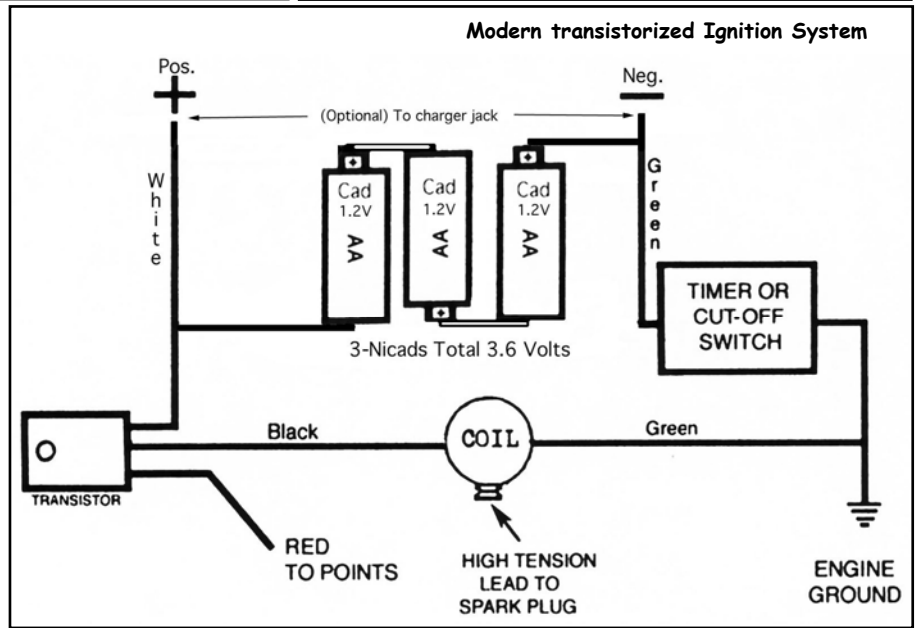 Modern transistorized Ignition System
Pos.
+
Neg.
—
(Optional) To charger jack
White
Green
+
Cad
1.2V
AA
+
Cad
1.2V
AA
+
Cad
1.2V
AA
3-Nicads Total 3.6 Volts
TIMER OR
CUT-OFF
SWITCH
TRANSISTOR
Black
COIL
Green
RED
TO POINTS
HIGH TENSION
LEAD TO
SPARK PLUG
ENGINE
GROUND